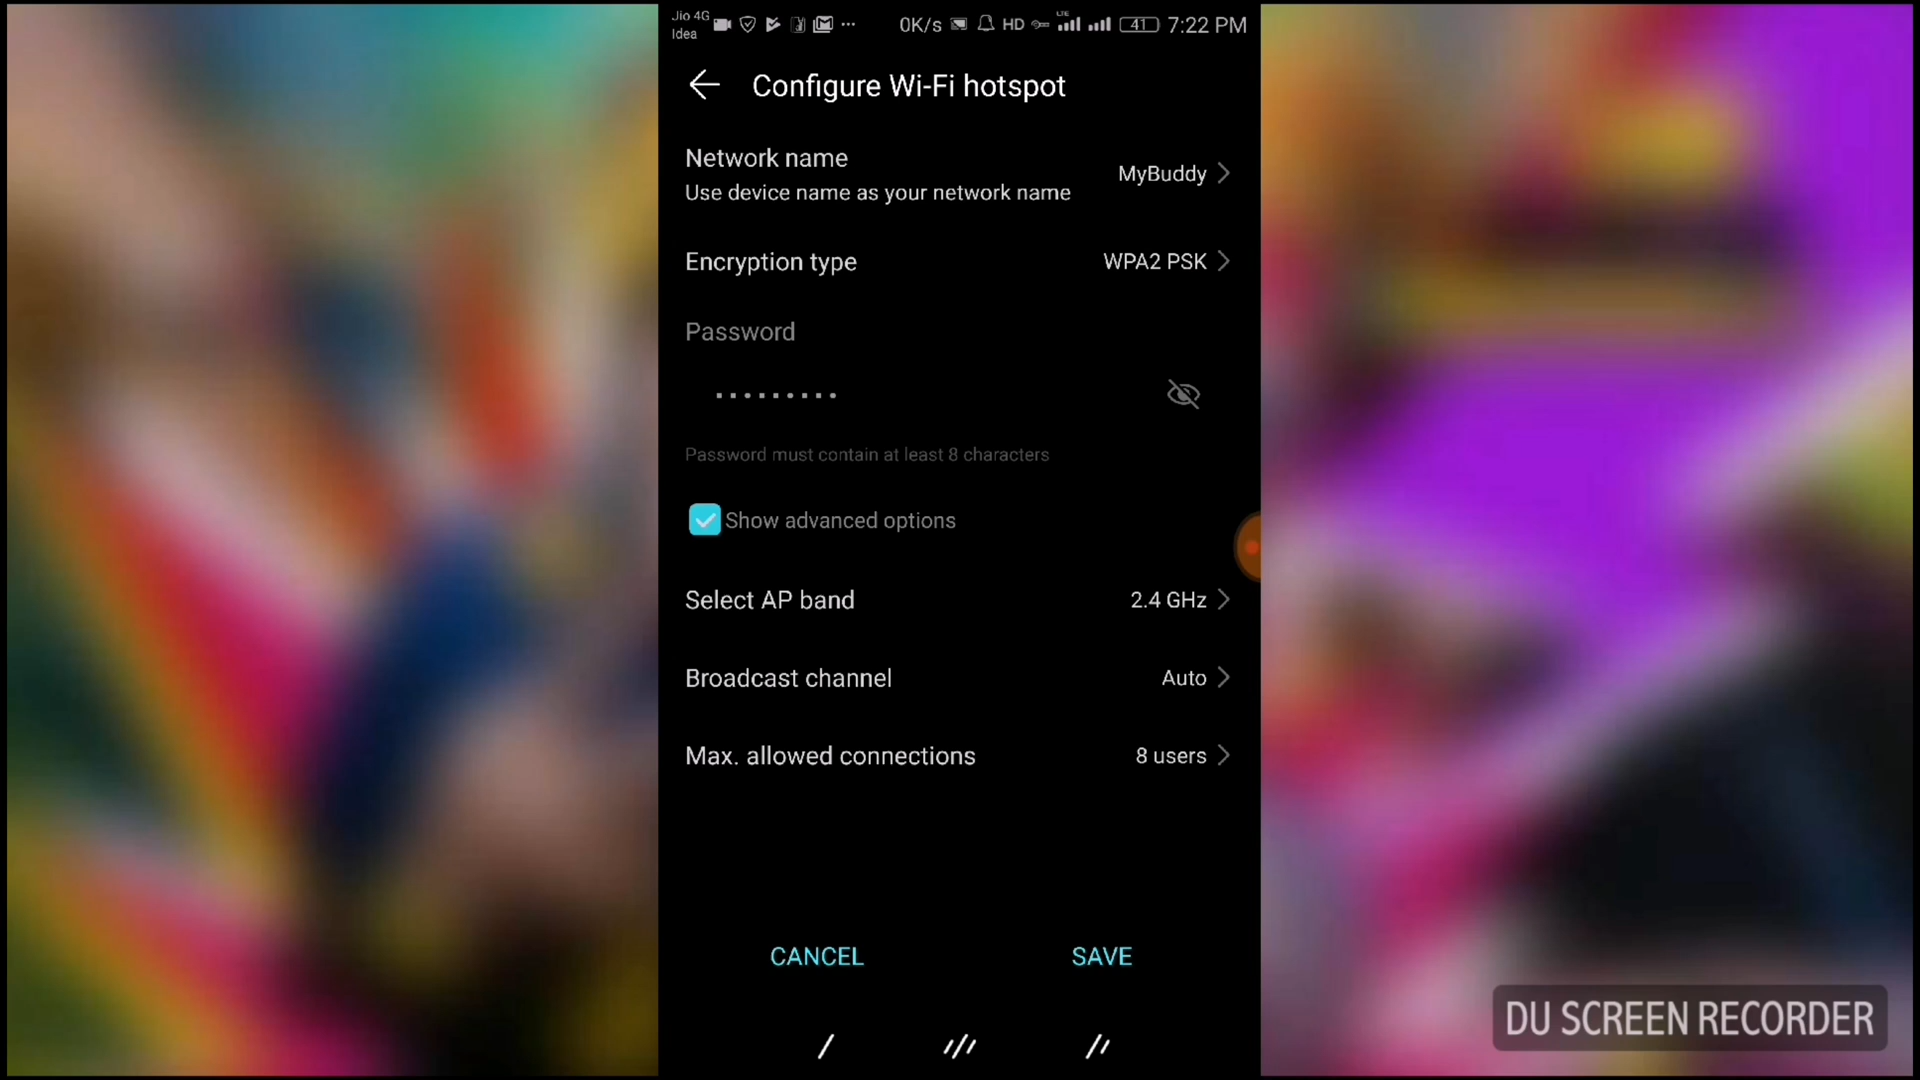 Jio 4G
Idea
0K/s HD LTE 41 7:22 PM
Configure Wi-Fi hotspot
Network name
Use device name as your network name
MyBuddy
Encryption type
WPA2 PSK
Password
•••••••••
Password must contain at least 8 characters
Show advanced options
Select AP band
2.4 GHz
Broadcast channel
Auto
Max. allowed connections
8 users
CANCEL
SAVE
DU SCREEN RECORDER